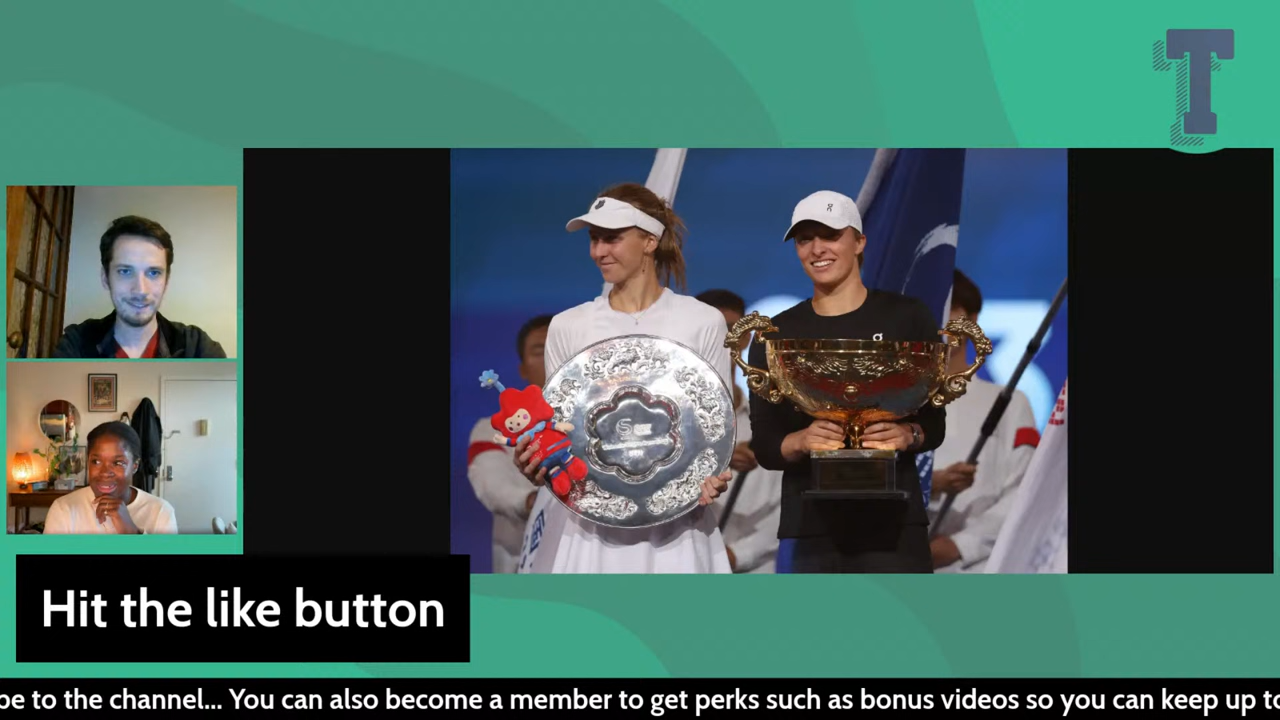 T
Hit the like button
be to the channel... You can also become a member to get perks such as bonus videos so you can keep up to